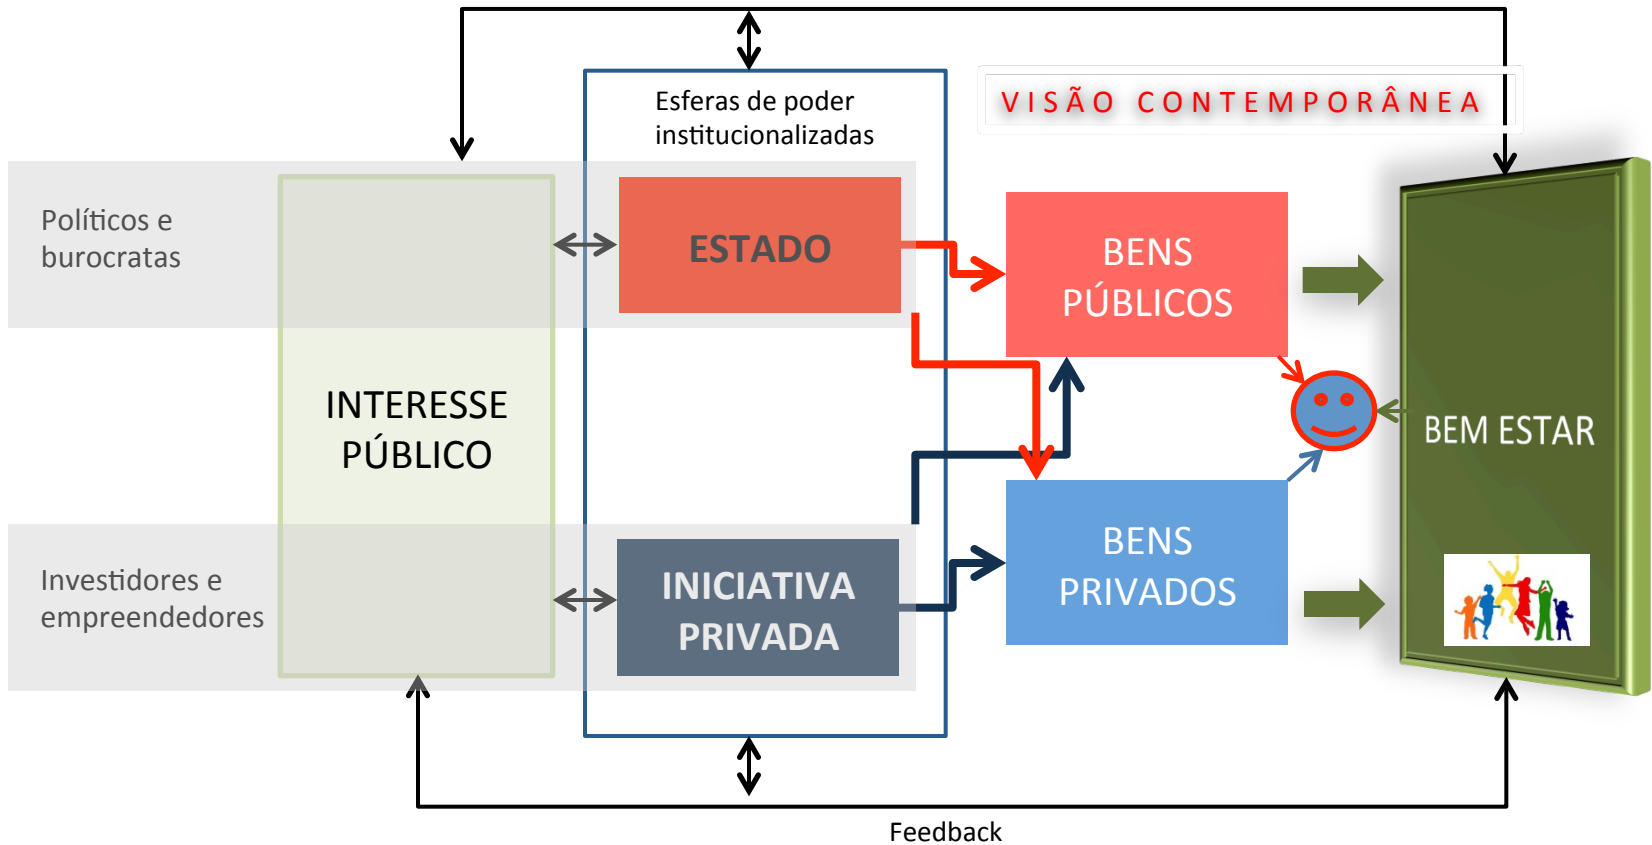 Esferas de poder
institucionalizadas
VISÃO CONTEMPORÂNEA
Políticos e
burocratas
ESTADO
BENS
PÚBLICOS
INTERESSE
PÚBLICO
BEM ESTAR
Investidores e
empreendedores
INICIATIVA
PRIVADA
BENS
PRIVADOS
Feedback